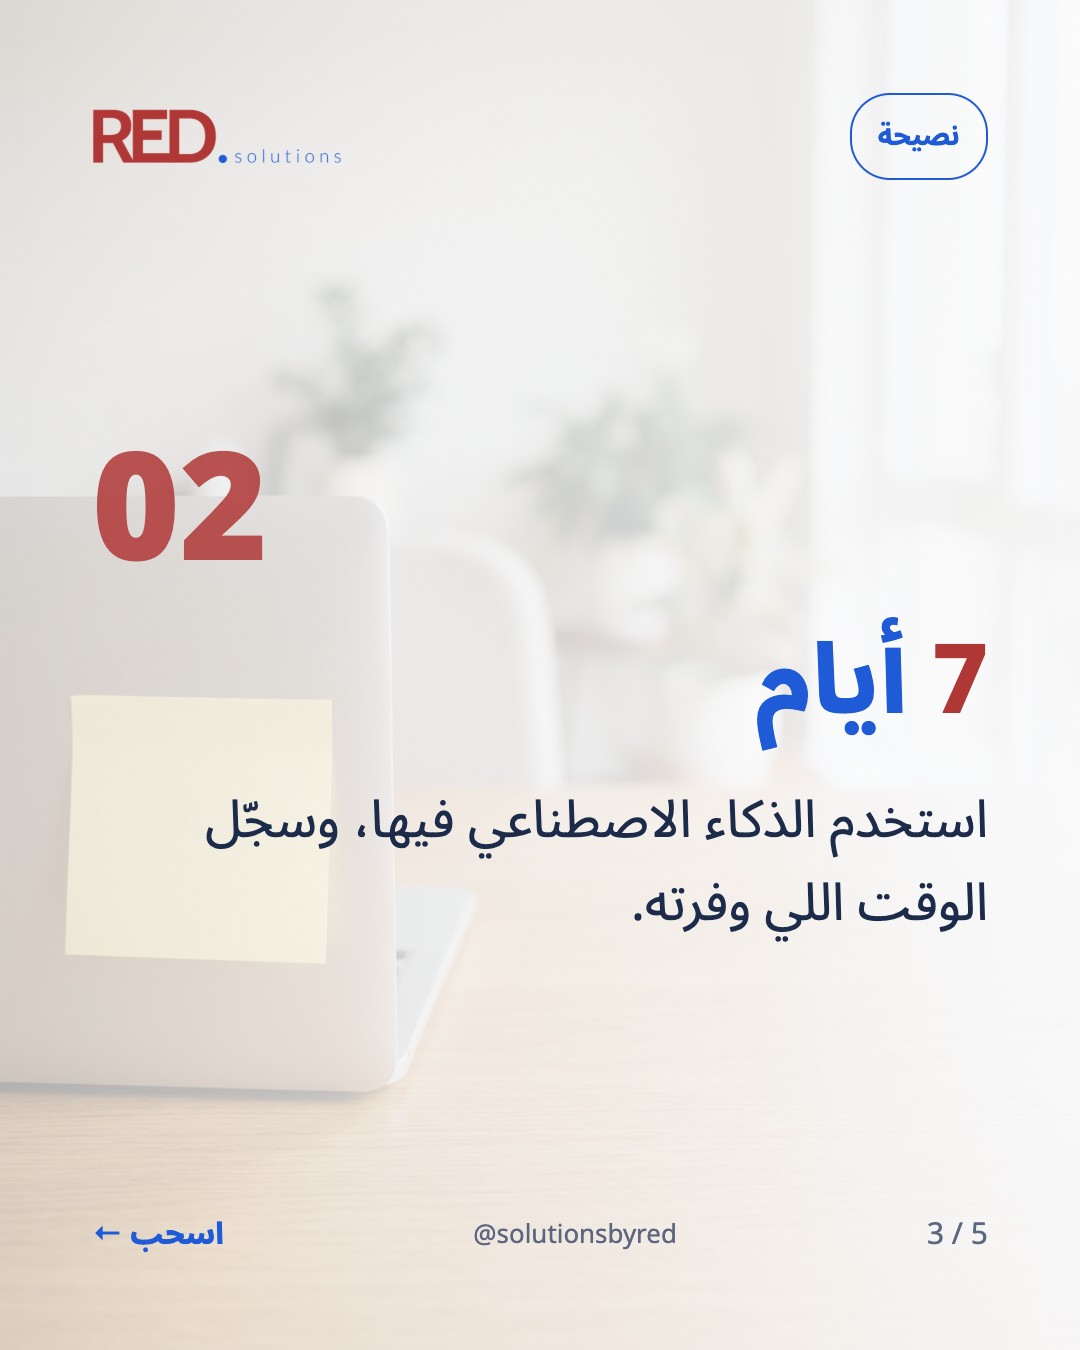 RED.solutions
نصيحة
02
7 أيام
استخدم الذكاء الاصطناعي فيها، وسجّل
الوقت اللي وفرته.
اسحب ←
@solutionsbyred
3 / 5